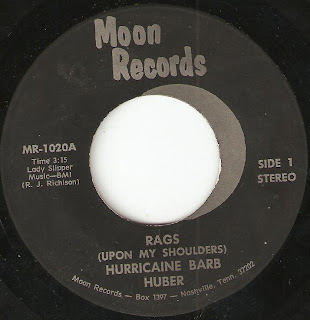 Moon
Records
MR-1020A
Time 3:15
Lady Slipper
Music—BMI
(R. J. Richison)
SIDE 1
STEREO
RAGS
(UPON MY SHOULDERS)
HURRICAINE BARB
HUBER
Moon Records — Box 1397 — Nashville, Tenn. 37202